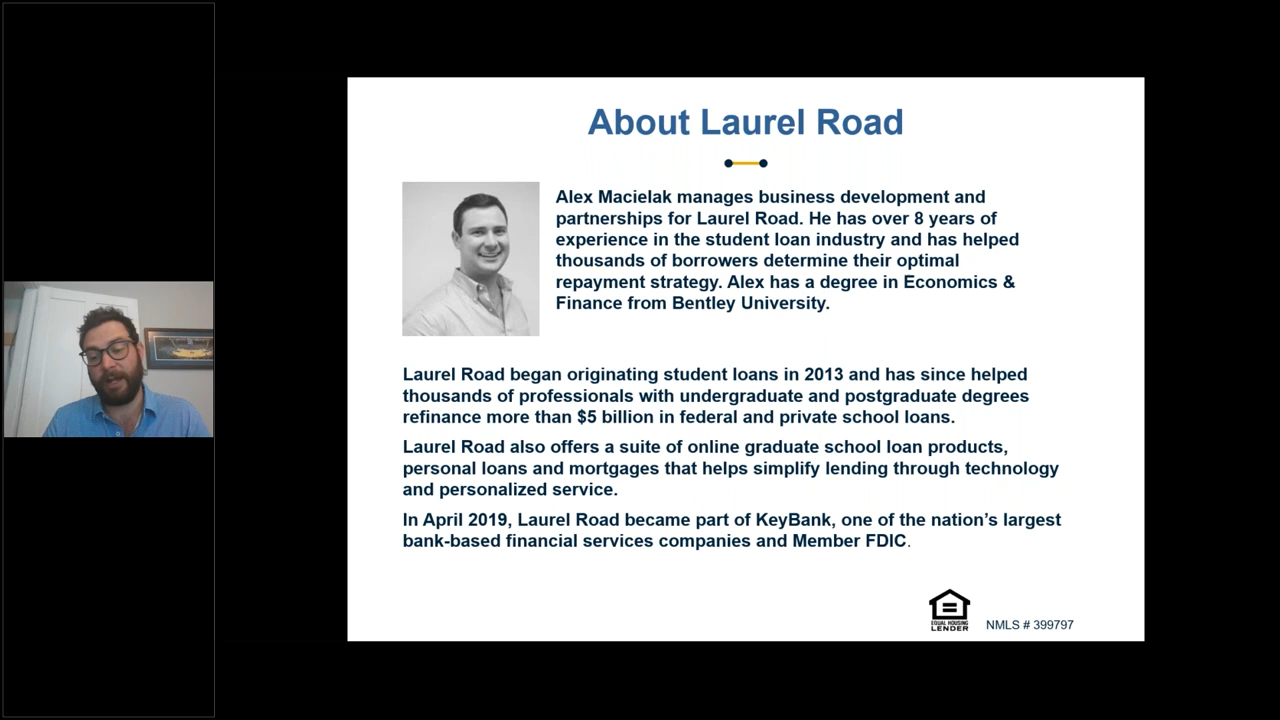 About Laurel Road
Alex Macielak manages business development and
partnerships for Laurel Road. He has over 8 years of
experience in the student loan industry and has helped
thousands of borrowers determine their optimal
repayment strategy. Alex has a degree in Economics &
Finance from Bentley University.
Laurel Road began originating student loans in 2013 and has since helped
thousands of professionals with undergraduate and postgraduate degrees
refinance more than $5 billion in federal and private school loans.
Laurel Road also offers a suite of online graduate school loan products,
personal loans and mortgages that helps simplify lending through technology
and personalized service.
In April 2019, Laurel Road became part of KeyBank, one of the nation’s largest
bank-based financial services companies and Member FDIC.
EQUAL HOUSING
LENDER
NMLS # 399797